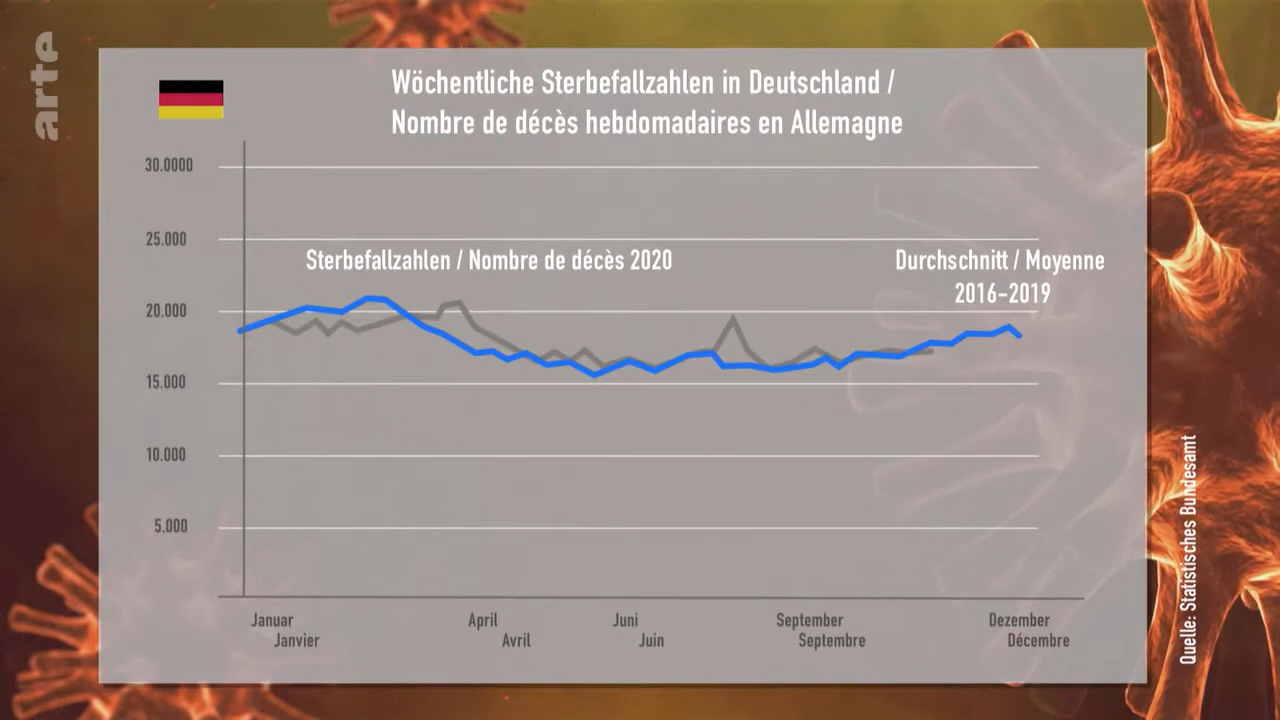 arte
Wöchentliche Sterbefallzahlen in Deutschland /
Nombre de décès hebdomadaires en Allemagne
30.0000
25.000
Sterbefallzahlen / Nombre de décès 2020
Durchschnitt / Moyenne
2016-2019
20.000
15.000
10.000
5.000
Januar
Janvier
April
Avril
Juni
Juin
September
Septembre
Dezember
Décembre
Quelle: Statistisches Bundesamt